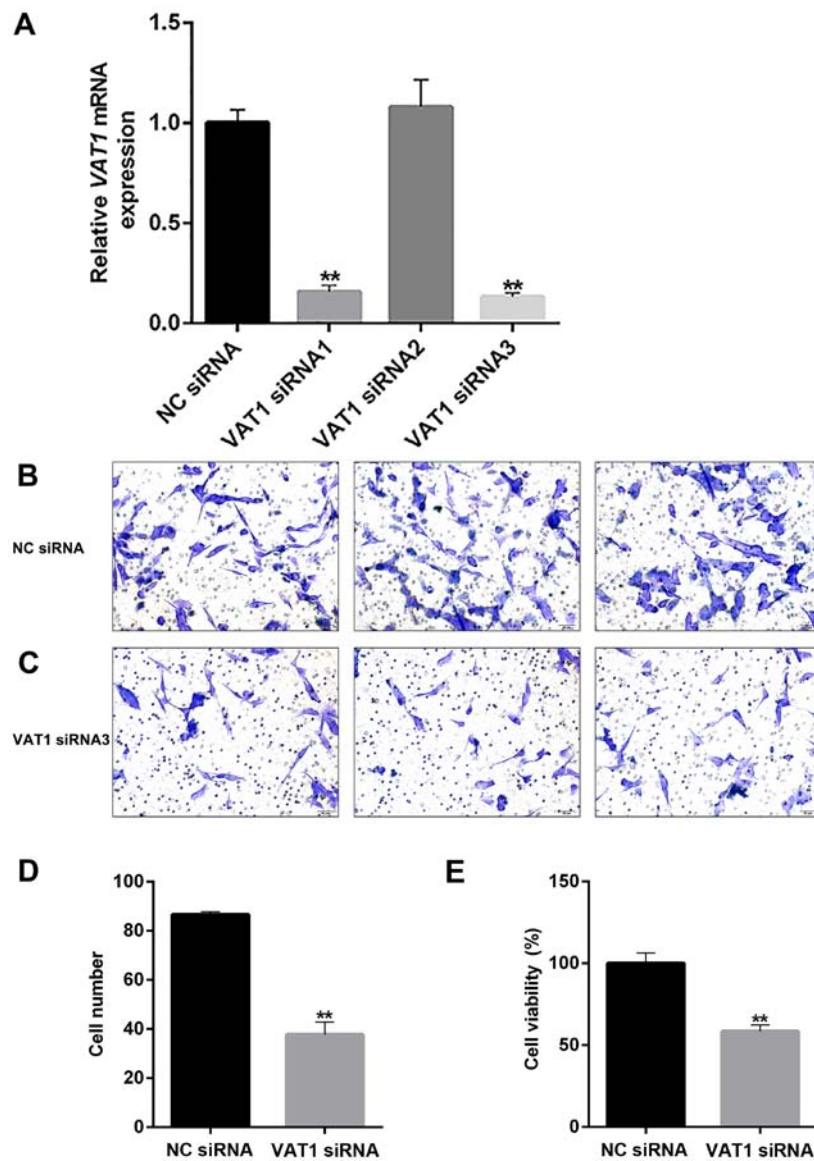 A
Relative VAT1 mRNA
expression
1.5
1.0
0.5
0.0
**
**
NC siRNA
VAT1 siRNA1
VAT1 siRNA2
VAT1 siRNA3
B
NC siRNA
C
VAT1 siRNA3
D
Cell number
100
80
60
40
20
0
**
NC siRNA
VAT1 siRNA
E
Cell viability (%)
150
100
50
0
**
NC siRNA
VAT1 siRNA